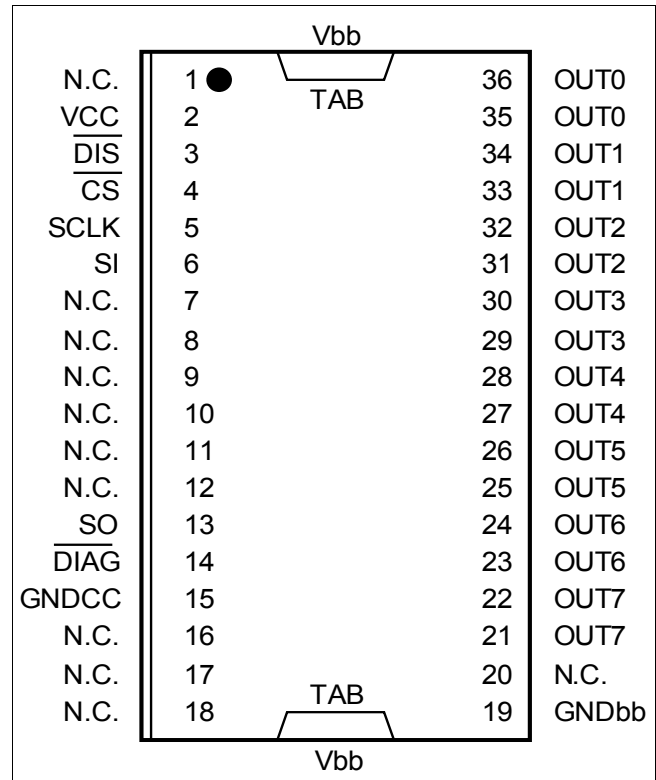 Vbb
N.C. 1 TAB 36 OUT0
VCC 2 35 OUT0
D̅I̅S̅ 3 34 OUT1
C̅S̅ 4 33 OUT1
SCLK 5 32 OUT2
SI 6 31 OUT2
N.C. 7 30 OUT3
N.C. 8 29 OUT3
N.C. 9 28 OUT4
N.C. 10 27 OUT4
N.C. 11 26 OUT5
N.C. 12 25 OUT5
SO 13 24 OUT6
D̅I̅A̅G̅ 14 23 OUT6
GNDCC 15 22 OUT7
N.C. 16 21 OUT7
N.C. 17 20 N.C.
N.C. 18 TAB 19 GNDbb
Vbb